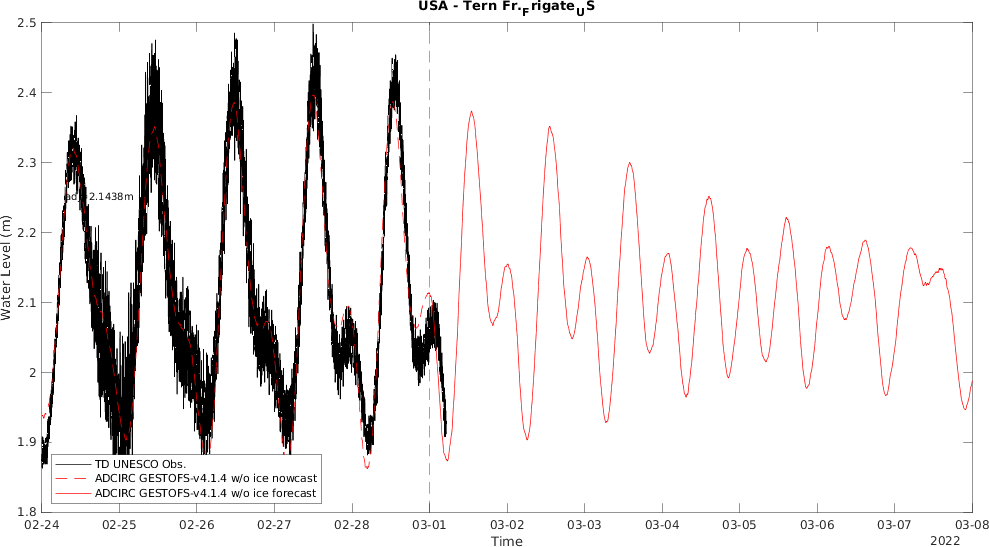 USA - Tern Fr.FrigateUS
2.5
2.4
2.3
2.2
2.1
2
1.9
1.8
Water Level (m)
2.1438m
TD UNESCO Obs.
ADCIRC GESTOFS-v4.1.4 w/o ice nowcast
ADCIRC GESTOFS-v4.1.4 w/o ice forecast
02-24 02-25 02-26 02-27 02-28 03-01 03-02 03-03 03-04 03-05 03-06 03-07 03-08
Time
2022